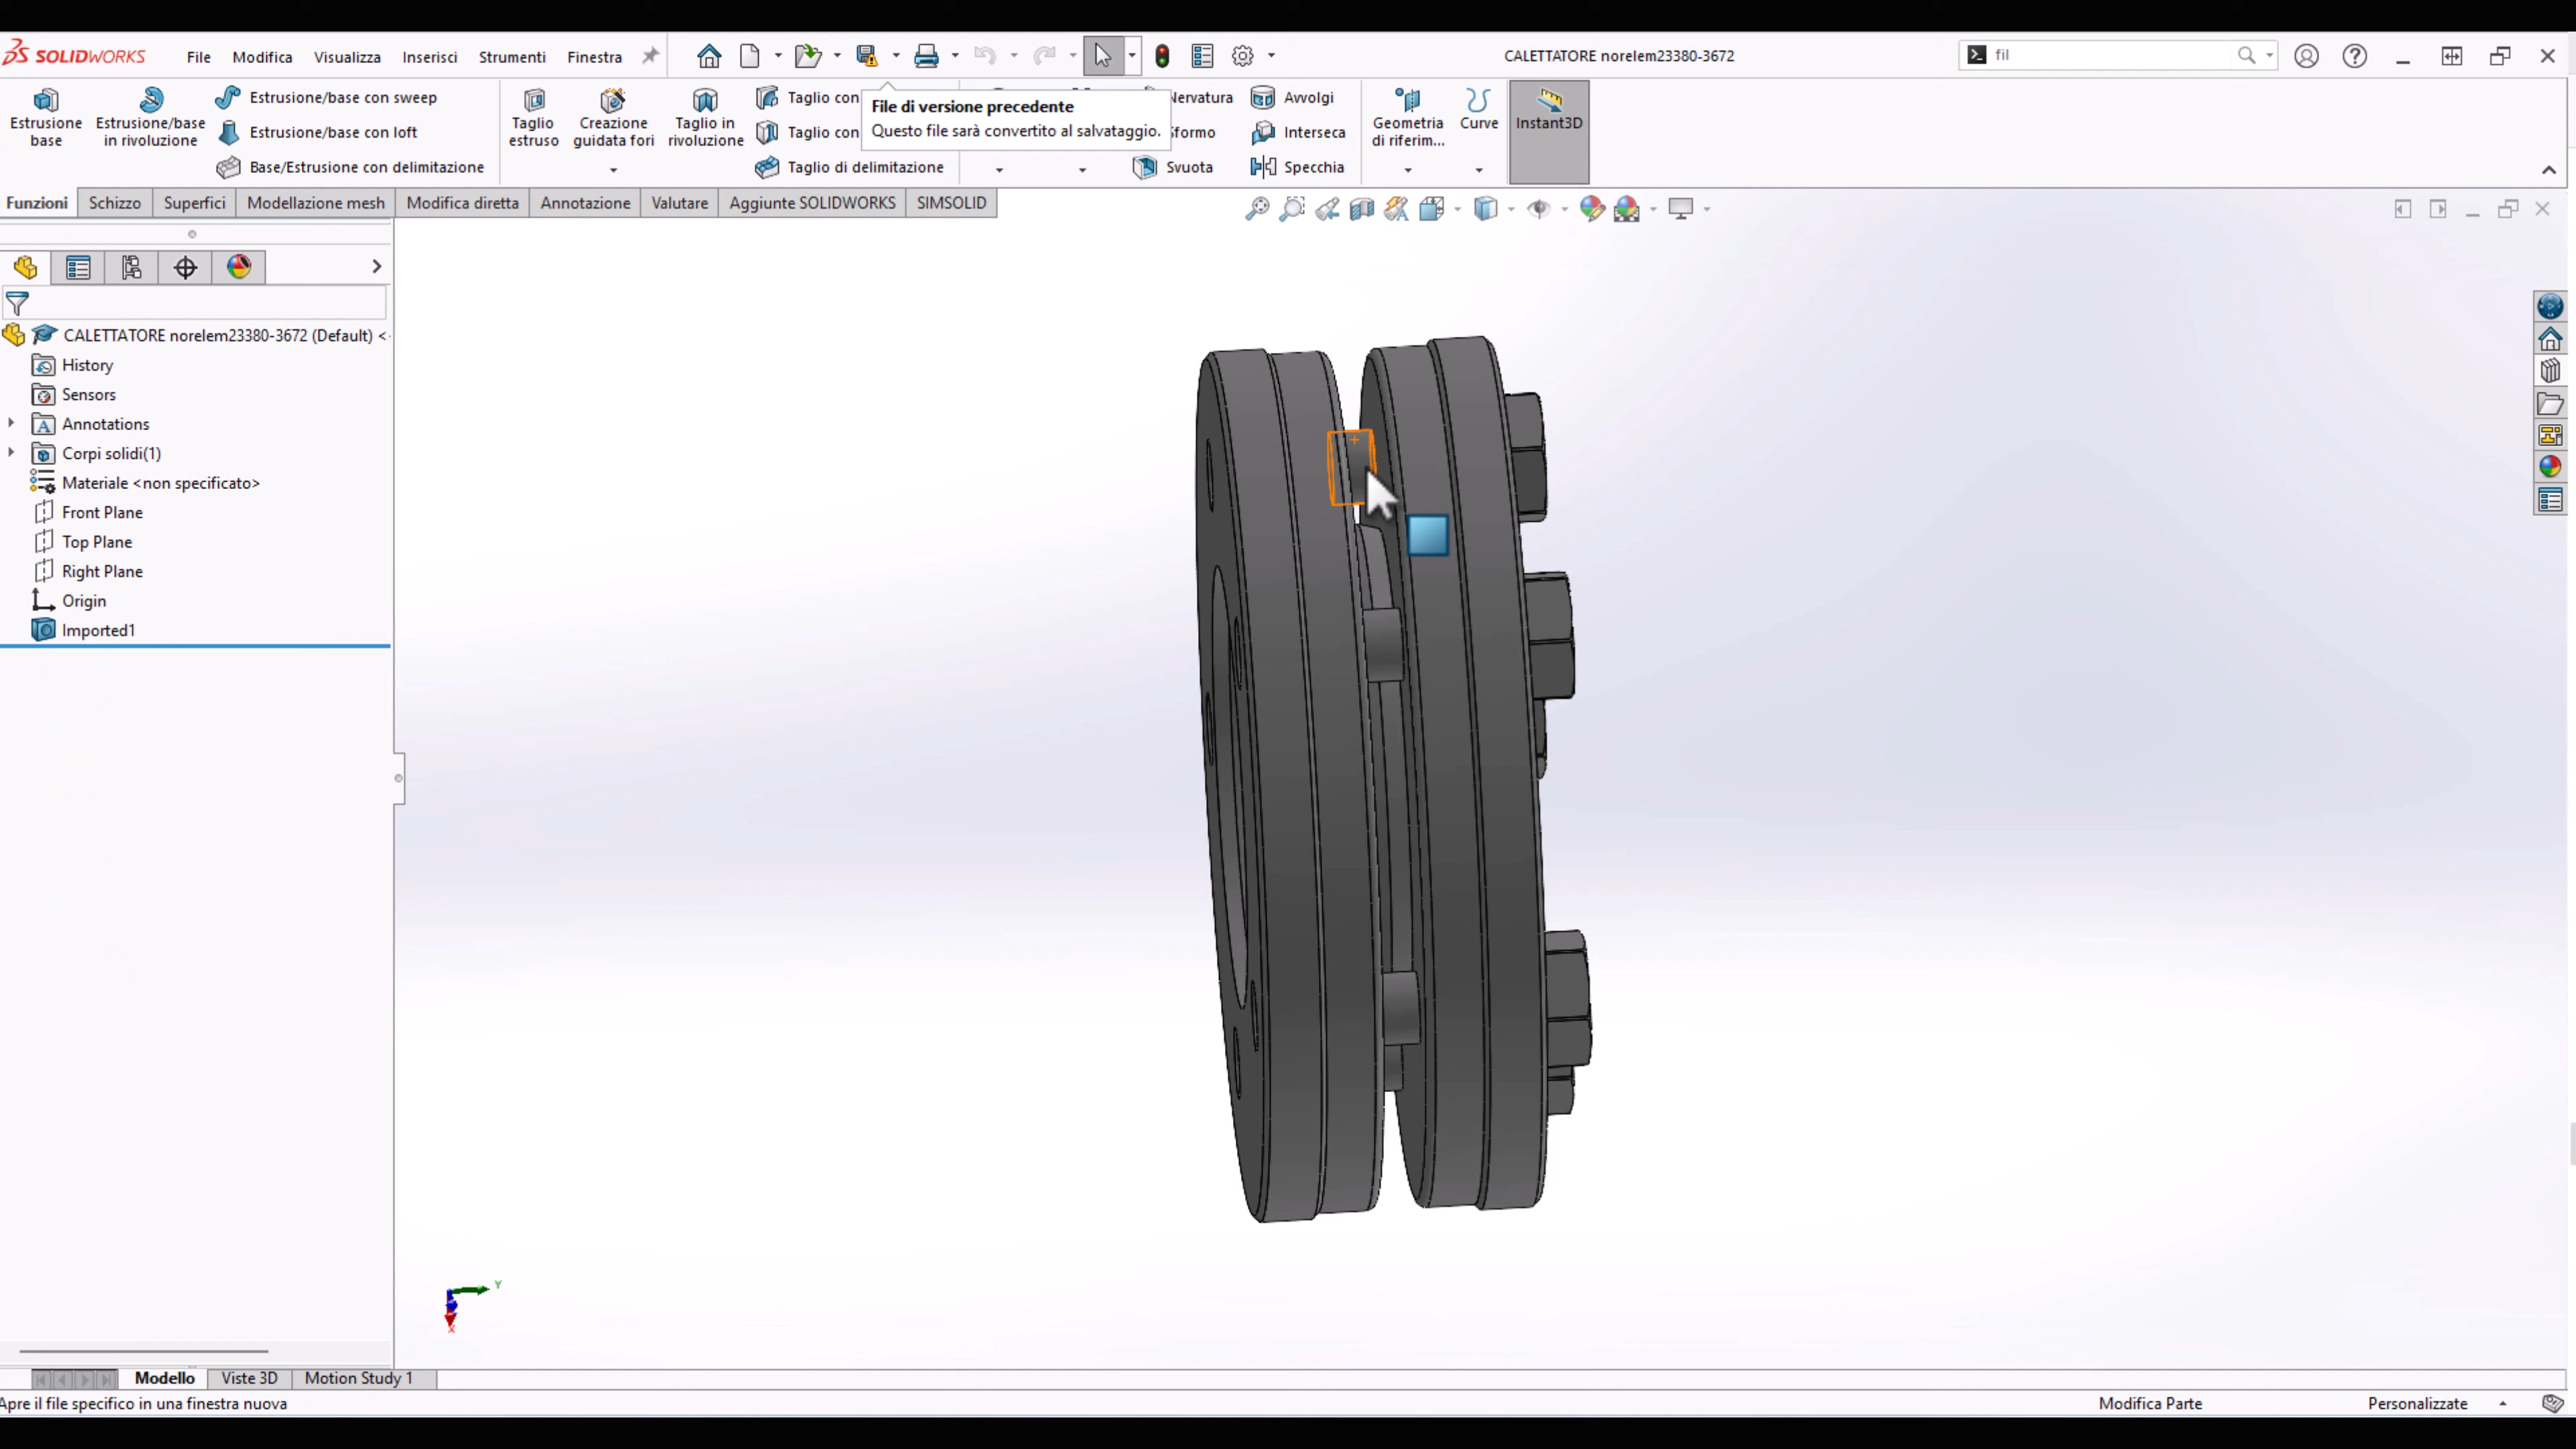 SOLIDWORKS File Modifica Visualizza Inserisci Strumenti Finestra CALETTATORE norelem23380-3672 fil
Estrusione base
Estrusione/base in rivoluzione
Estrusione/base con sweep
Estrusione/base con loft
Base/Estrusione con delimitazione
Taglio estruso
Creazione guidata fori
Taglio in rivoluzione
Taglio con
Taglio con
Taglio di delimitazione
File di versione precedente
Questo file sarà convertito al salvataggio.
Nervatura
Sformo
Svuota
Avvolgi
Interseca
Specchia
Geometria di riferim...
Curve
Instant3D
Funzioni Schizzo Superfici Modellazione mesh Modifica diretta Annotazione Valutare Aggiunte SOLIDWORKS SIMSOLID
CALETTATORE norelem23380-3672 (Default) <
History
Sensors
Annotations
Corpi solidi(1)
Materiale <non specificato>
Front Plane
Top Plane
Right Plane
Origin
Imported1
Y
X
Modello Viste 3D Motion Study 1
Apre il file specifico in una finestra nuova Modifica Parte Personalizzate